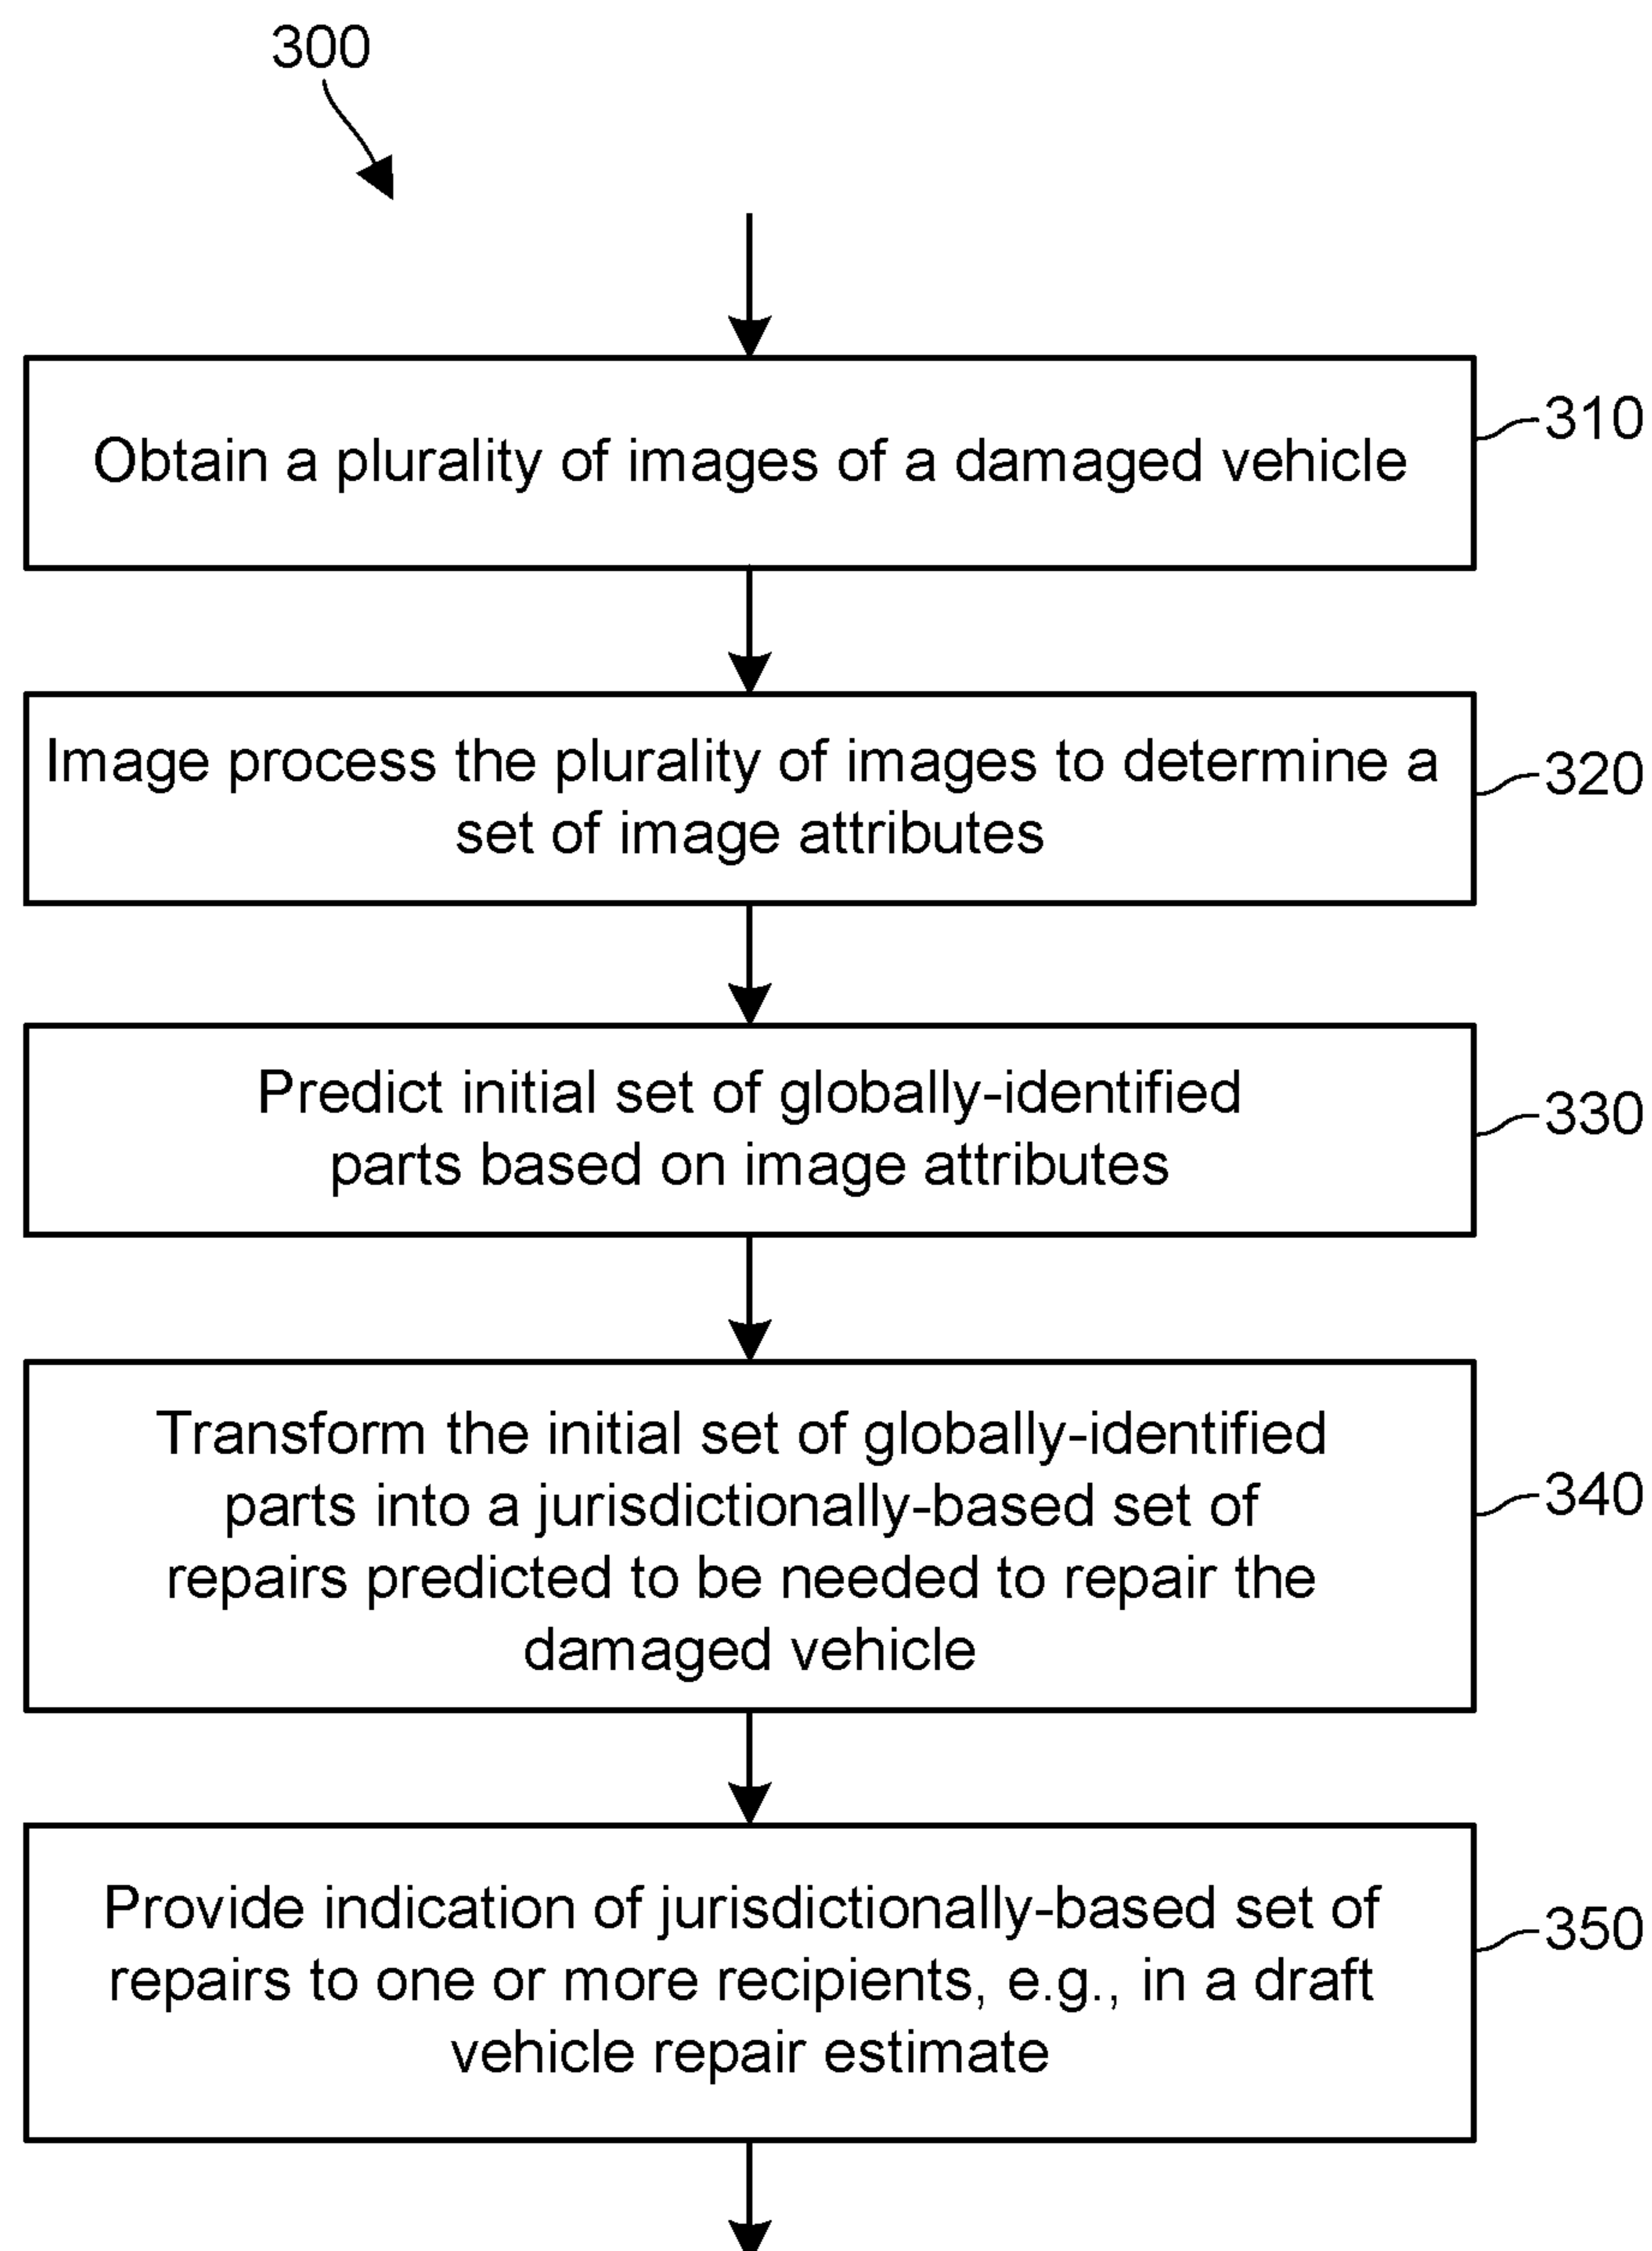 300
Obtain a plurality of images of a damaged vehicle
310
Image process the plurality of images to determine a
set of image attributes
320
Predict initial set of globally-identified
parts based on image attributes
330
Transform the initial set of globally-identified
parts into a jurisdictionally-based set of
repairs predicted to be needed to repair the
damaged vehicle
340
Provide indication of jurisdictionally-based set of
repairs to one or more recipients, e.g., in a draft
vehicle repair estimate
350